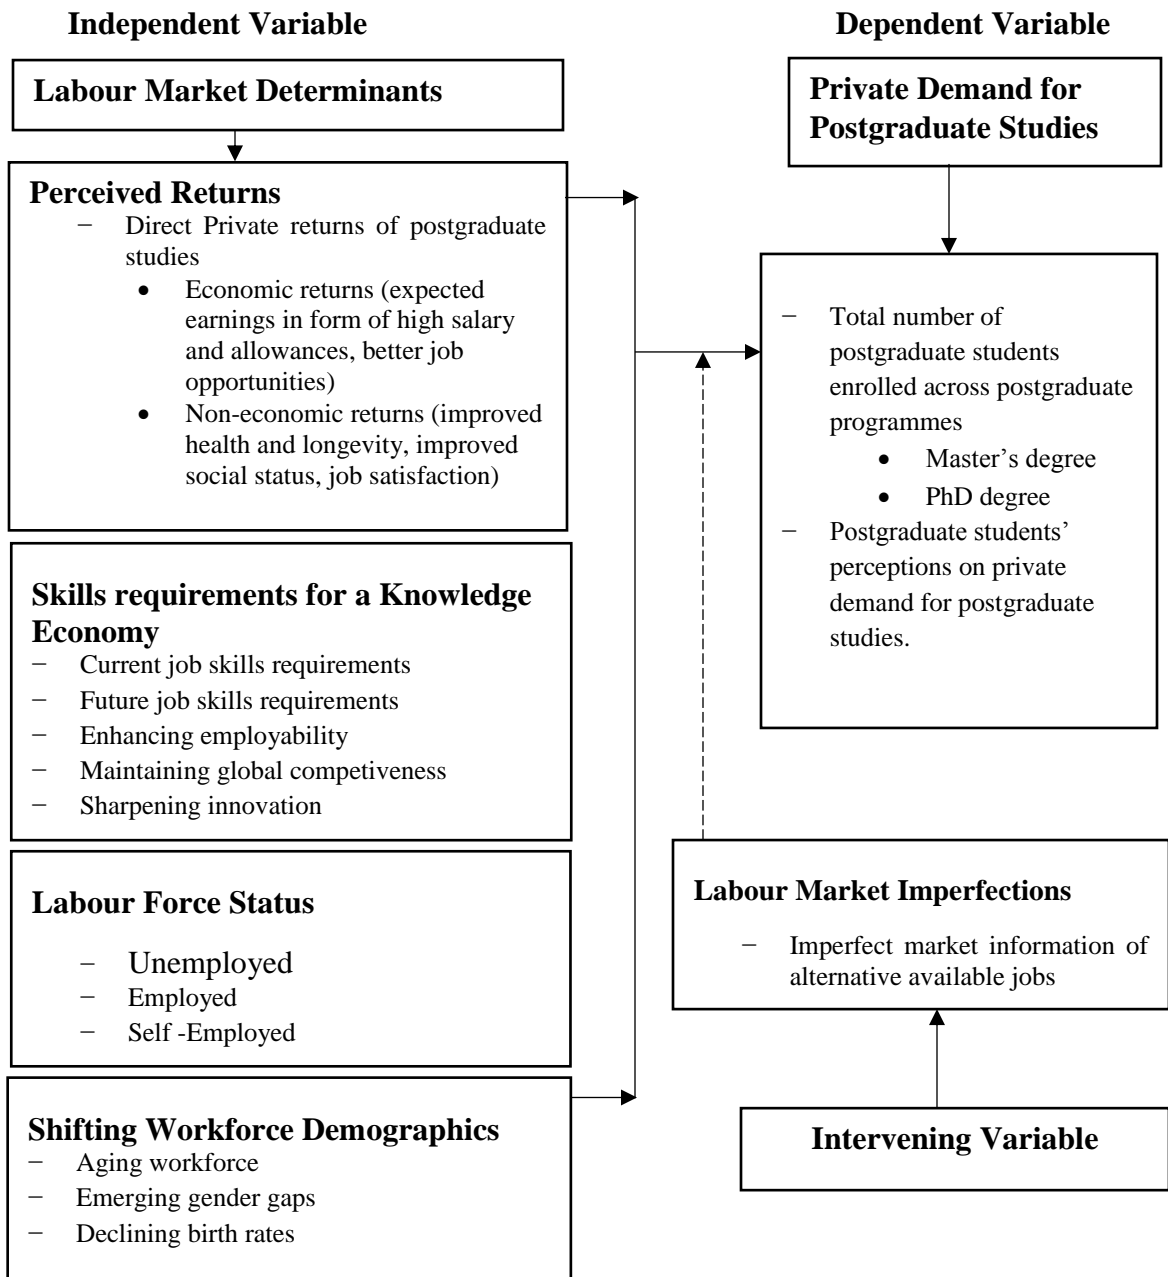 Independent Variable
Labour Market Determinants
Perceived Returns
− Direct Private returns of postgraduate
studies
• Economic returns (expected
earnings in form of high salary
and allowances, better job
opportunities)
• Non-economic returns (improved
health and longevity, improved
social status, job satisfaction)
Skills requirements for a Knowledge
Economy
− Current job skills requirements
− Future job skills requirements
− Enhancing employability
− Maintaining global competiveness
− Sharpening innovation
Labour Force Status
− Unemployed
− Employed
− Self -Employed
Shifting Workforce Demographics
− Aging workforce
− Emerging gender gaps
− Declining birth rates
Dependent Variable
Private Demand for
Postgraduate Studies
− Total number of
postgraduate students
enrolled across postgraduate
programmes
• Master’s degree
• PhD degree
− Postgraduate students’
perceptions on private
demand for postgraduate
studies.
Labour Market Imperfections
− Imperfect market information of
alternative available jobs
Intervening Variable